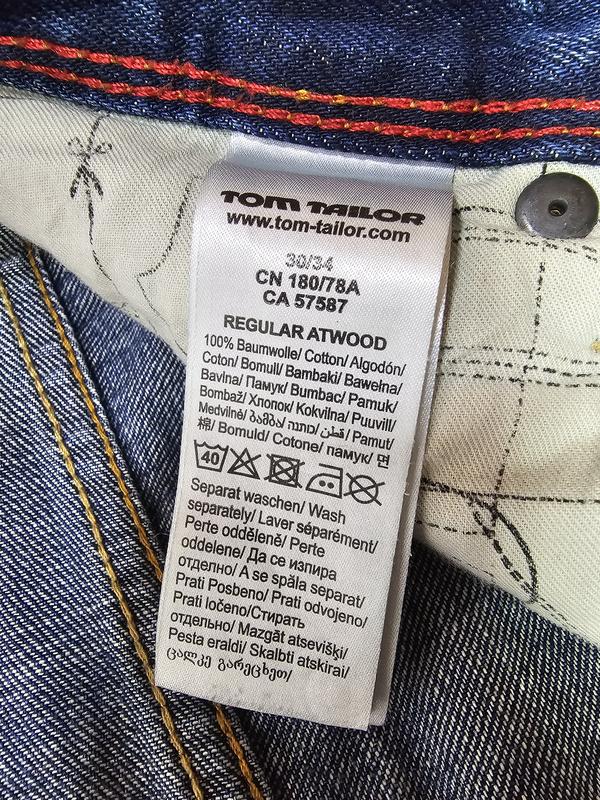 TOM TAILOR
www.tom-tailor.com
30/34
CN 180/78A
CA 57587
REGULAR ATWOOD
100% Baumwolle/ Cotton/ Algodón/
Coton/ Bomull/ Bambaki/ Bawełna/
Bavlna/ Памук/ Bumbac/ Pamuk/
Bombaž/ Хлопок/ Kokvilna/ Puuvill/
Medvilnė/ ბამბა/ כותנה/ قطن/ Pamut/
棉/ Bomuld/ Cotone/ памук/ 면
40
Separat waschen/ Wash
separately/ Laver séparément/
Perte odděleně/ Perte
oddelene/ Да се изпира
отделно/ A se spăla separat/
Prati Posbeno/ Prati odvojeno/
Prati ločeno/Стирать
отдельно/ Mazgāt atsevišķi/
Pesta eraldi/ Skalbti atskirai/
ცალკე გარეცხეთ/